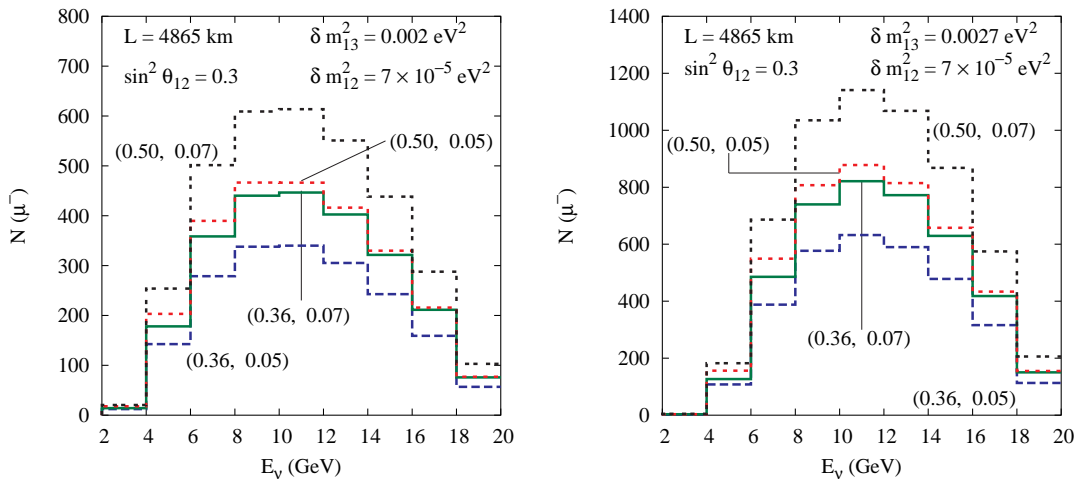 L = 4865 km
δ m²₁₃ = 0.002 eV²
sin² θ₁₂ = 0.3
δ m²₁₂ = 7 × 10⁻⁵ eV²
(0.50, 0.07)
(0.50, 0.05)
(0.36, 0.07)
(0.36, 0.05)
N (μ⁻)
800
700
600
500
400
300
200
100
0
2 4 6 8 10 12 14 16 18 20
E_ν (GeV)
L = 4865 km
δ m²₁₃ = 0.0027 eV²
sin² θ₁₂ = 0.3
δ m²₁₂ = 7 × 10⁻⁵ eV²
(0.50, 0.05)
(0.50, 0.07)
(0.36, 0.07)
(0.36, 0.05)
N (μ⁻)
1400
1200
1000
800
600
400
200
0
2 4 6 8 10 12 14 16 18 20
E_ν (GeV)